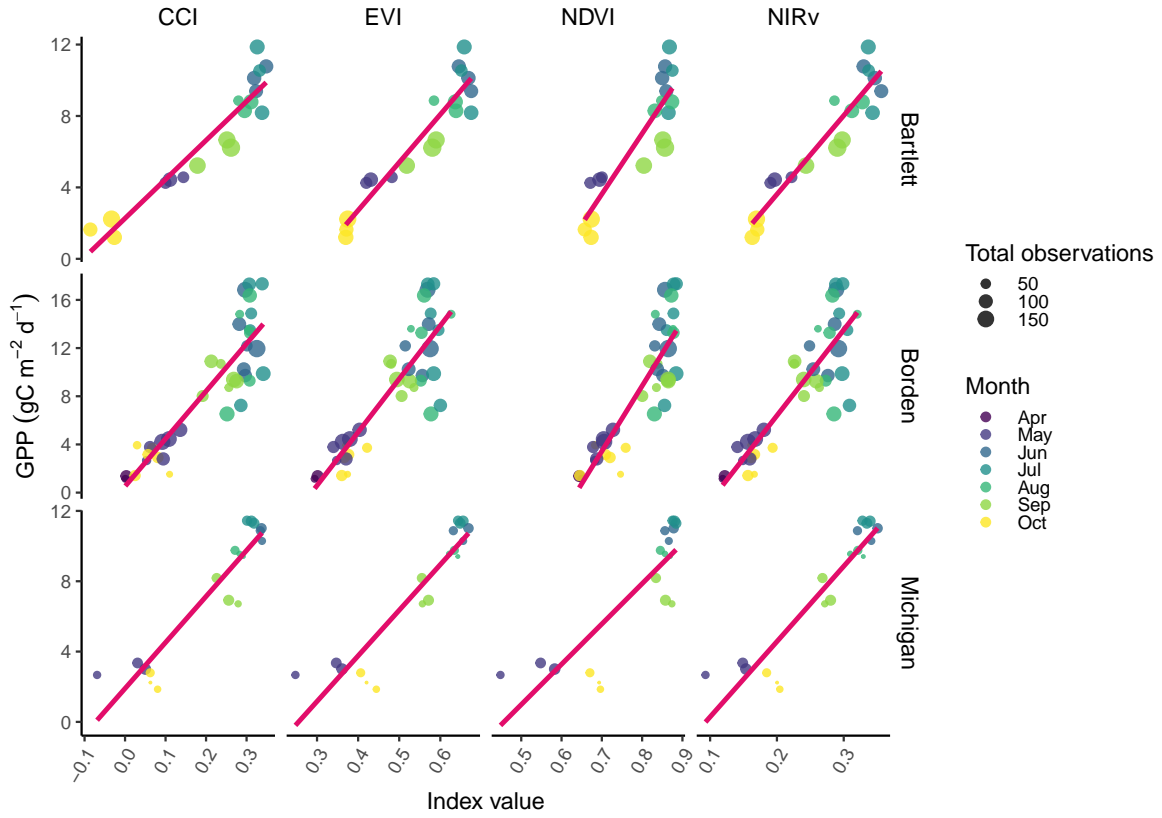 CCI EVI NDVI NIRv
12
8
4
0
Bartlett
16
12
8
4
0
Borden
12
8
4
0
Michigan
GPP (gC m⁻² d⁻¹)
−0.1 0.0 0.1 0.2 0.3 0.3 0.4 0.5 0.6 0.5 0.6 0.7 0.8 0.9 0.1 0.2 0.3
Index value
Total observations
50
100
150
Month
Apr
May
Jun
Jul
Aug
Sep
Oct